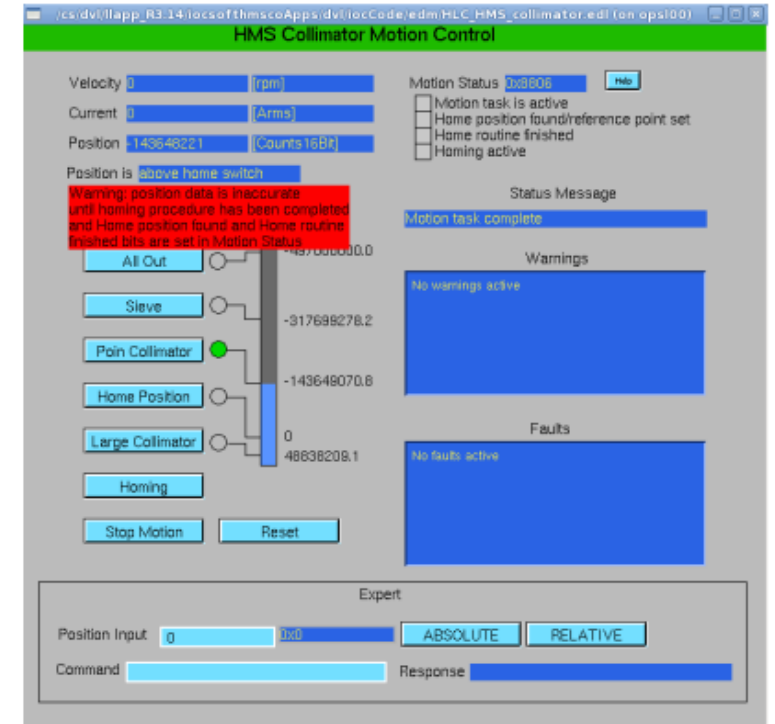 /cs/dvl/llapp_R3.14/iocsofthmscoApps/dvl/iocCode/edm/HLC_HMS_collimator.edl (on opsl00)
HMS Collimator Motion Control
Velocity 0 [rpm]
Current 0 [Arms]
Position -143648221 [Counts16Bit]
Position is above home switch
Warning: position data is inaccurate
until homing procedure has been completed
and Home position found and Home routine
finished bits are set in Motion Status
All Out
-497000000.0
Sieve
-317699278.2
Poin Collimator
-143649070.8
Home Position
0
Large Collimator
48838209.1
Homing
Stop Motion Reset
Motion Status 0x8806 Help
Motion task is active
Home position found/reference point set
Home routine finished
Homing active
Status Message
Motion task complete
Warnings
No warnings active
Faults
No faults active
Expert
Position Input 0 0x0 ABSOLUTE RELATIVE
Command Response